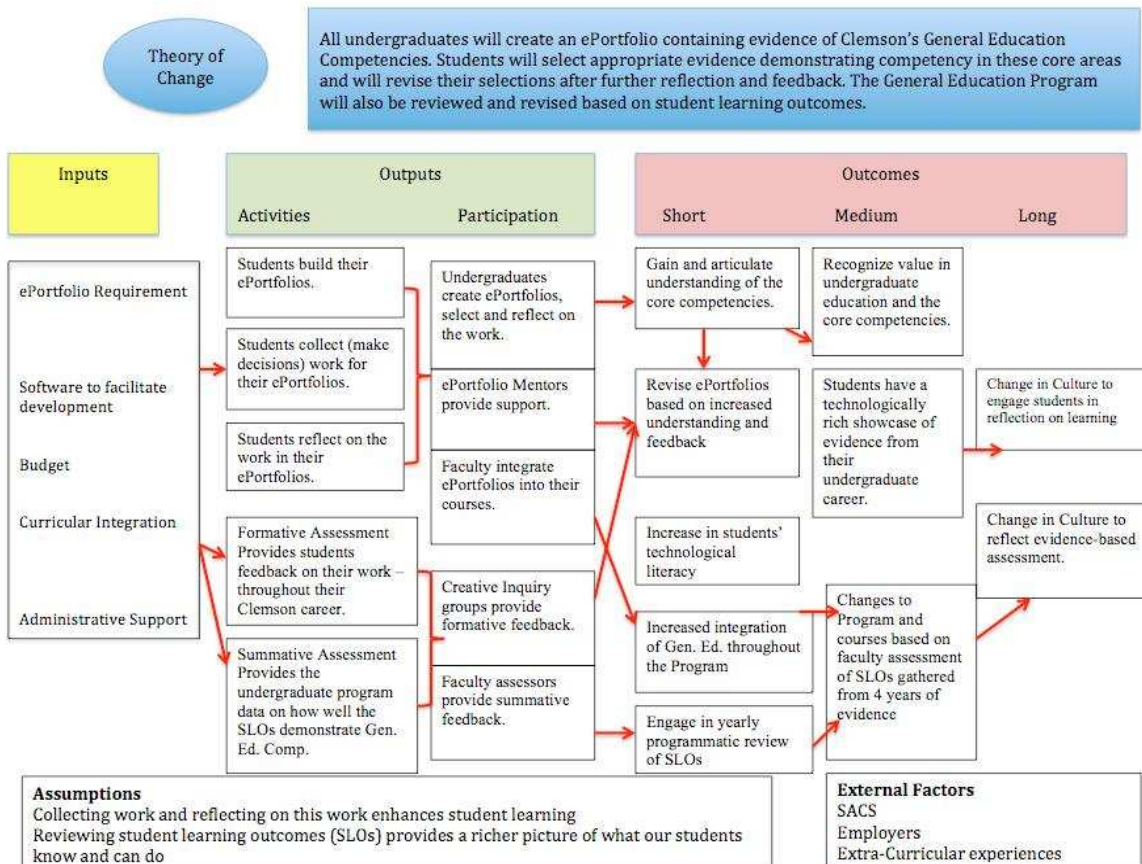 Theory of
Change
All undergraduates will create an ePortfolio containing evidence of Clemson's General Education
Competencies. Students will select appropriate evidence demonstrating competency in these core areas
and will revise their selections after further reflection and feedback. The General Education Program
will also be reviewed and revised based on student learning outcomes.
Inputs
Outputs
Activities
Participation
Outcomes
Short
Medium
Long
ePortfolio Requirement
Software to facilitate
development
Budget
Curricular Integration
Administrative Support
Students build their
ePortfolios.
Students collect (make
decisions) work for
their ePortfolios.
Students reflect on the
work in their
ePortfolios.
Formative Assessment
Provides students
feedback on their work –
throughout their
Clemson career.
Summative Assessment
Provides the
undergraduate program
data on how well the
SLOs demonstrate Gen.
Ed. Comp.
Undergraduates
create ePortfolios,
select and reflect on
the work.
ePortfolio Mentors
provide support.
Faculty integrate
ePortfolios into their
courses.
Creative Inquiry
groups provide
formative feedback.
Faculty assessors
provide summative
feedback.
Gain and articulate
understanding of the
core competencies.
Revise ePortfolios
based on increased
understanding and
feedback
Increase in students'
technological
literacy
Increased integration
of Gen. Ed. throughout
the Program
Engage in yearly
programmatic review
of SLOs
Recognize value in
undergraduate
education and the
core competencies.
Students have a
technologically
rich showcase of
evidence from
their
undergraduate
career.
Changes to
Program and
courses based on
faculty assessment
of SLOs gathered
from 4 years of
evidence
Change in Culture to
engage students in
reflection on learning
Change in Culture to
reflect evidence-based
assessment.
Assumptions
Collecting work and reflecting on this work enhances student learning
Reviewing student learning outcomes (SLOs) provides a richer picture of what our students
know and can do
External Factors
SACS
Employers
Extra-Curricular experiences